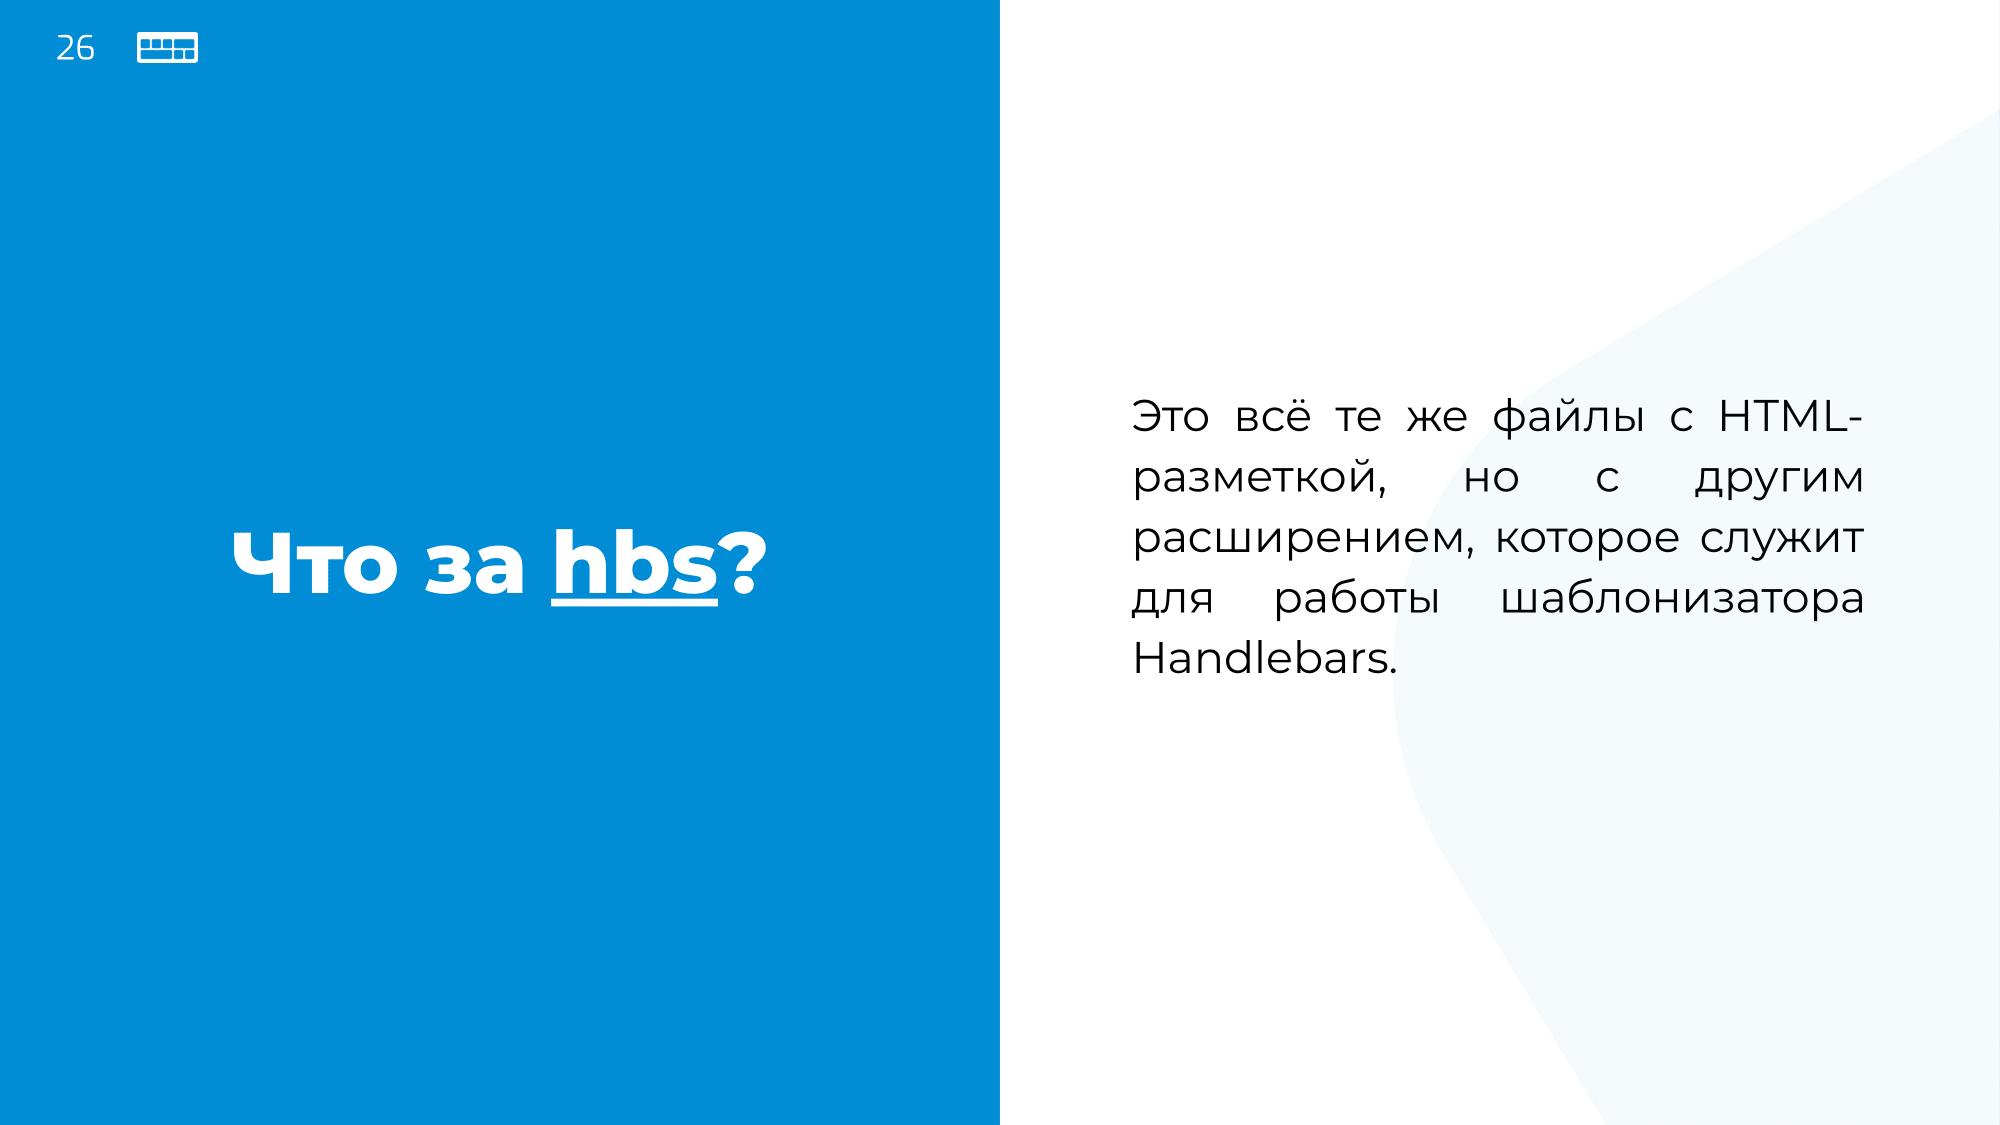 26
Что за hbs?
Это всё те же файлы с HTML-
разметкой, но с другим
расширением, которое служит
для работы шаблонизатора
Handlebars.